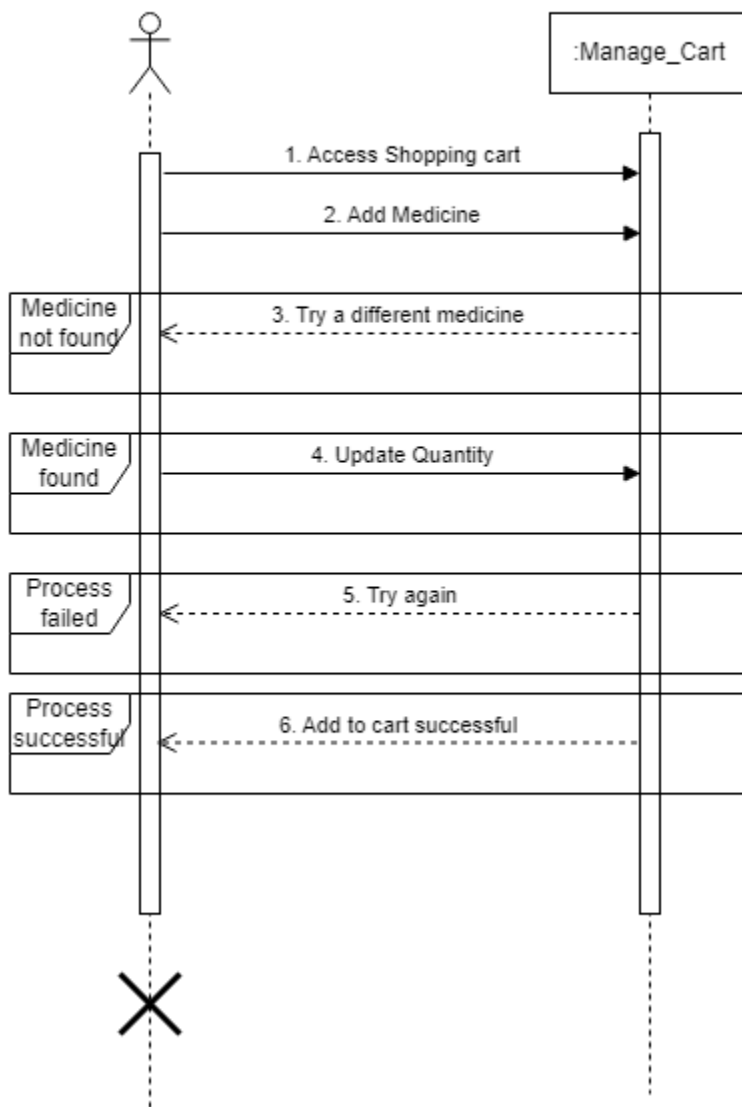 :Manage_Cart
1. Access Shopping cart
2. Add Medicine
Medicine
not found
3. Try a different medicine
Medicine
found
4. Update Quantity
Process
failed
5. Try again
Process
successful
6. Add to cart successful